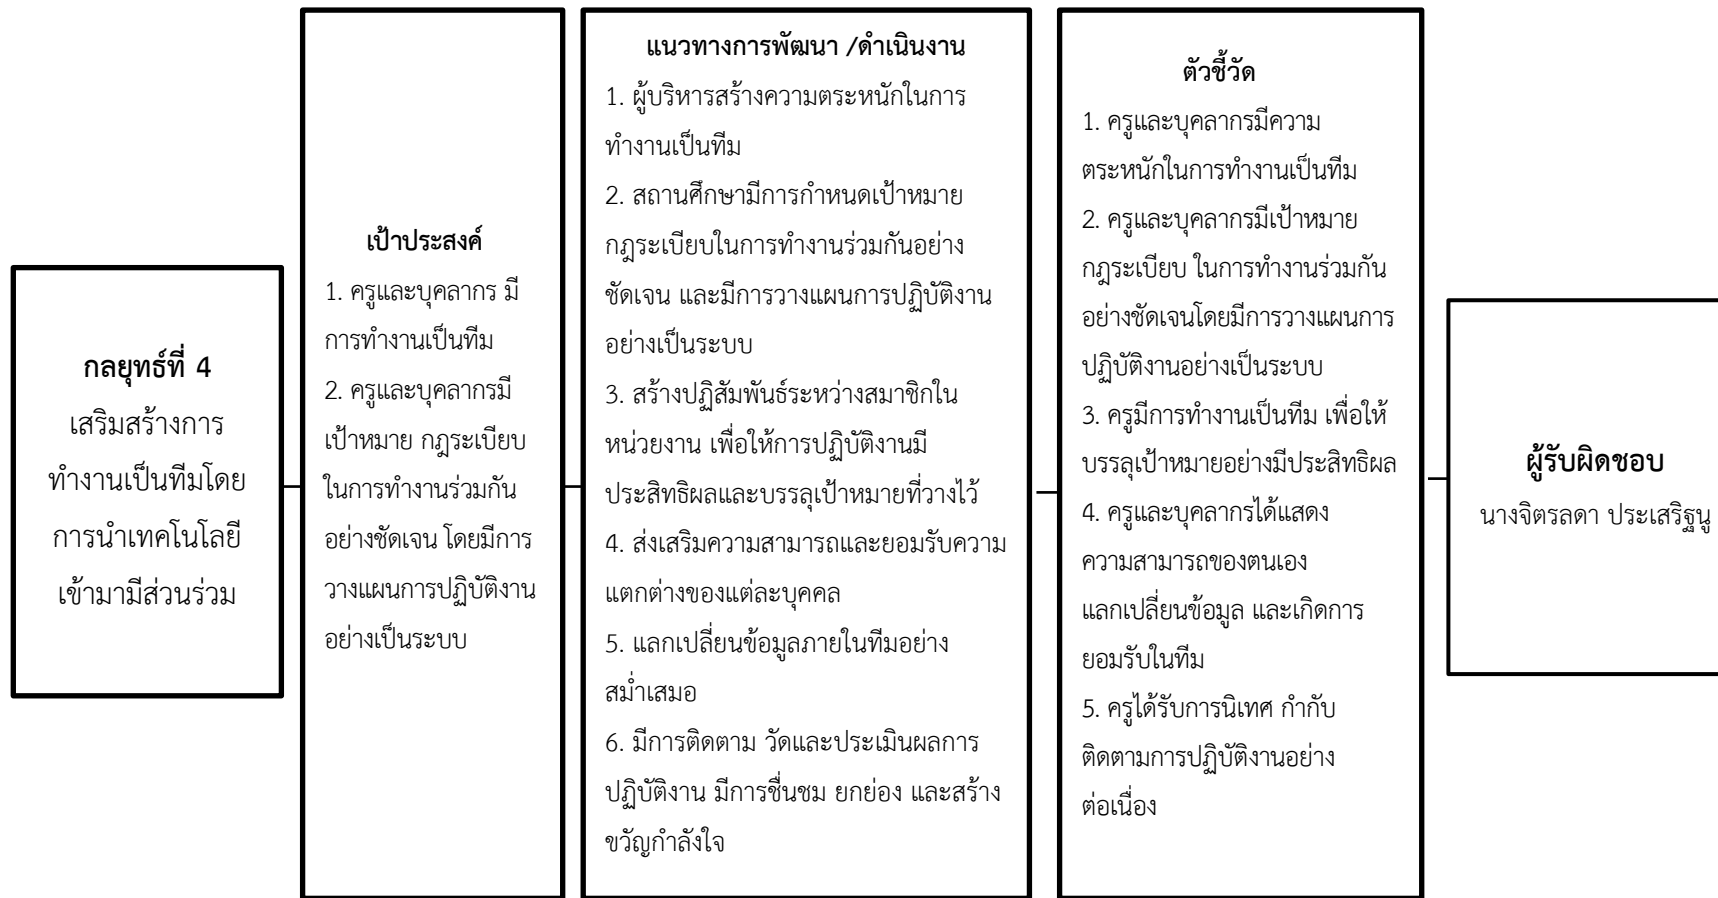 กลยุทธ์ที่ 4
เสริมสร้างการ
ทำงานเป็นทีมโดย
การนำเทคโนโลยี
เข้ามามีส่วนร่วม
เป้าประสงค์
1. ครูและบุคลากร มี
การทำงานเป็นทีม
2. ครูและบุคลากรมี
เป้าหมาย กฎระเบียบ
ในการทำงานร่วมกัน
อย่างชัดเจน โดยมีการ
วางแผนการปฏิบัติงาน
อย่างเป็นระบบ
แนวทางการพัฒนา /ดำเนินงาน
1. ผู้บริหารสร้างความตระหนักในการ
ทำงานเป็นทีม
2. สถานศึกษามีการกำหนดเป้าหมาย
กฎระเบียบในการทำงานร่วมกันอย่าง
ชัดเจน และมีการวางแผนการปฏิบัติงาน
อย่างเป็นระบบ
3. สร้างปฏิสัมพันธ์ระหว่างสมาชิกใน
หน่วยงาน เพื่อให้การปฏิบัติงานมี
ประสิทธิผลและบรรลุเป้าหมายที่วางไว้
4. ส่งเสริมความสามารถและยอมรับความ
แตกต่างของแต่ละบุคคล
5. แลกเปลี่ยนข้อมูลภายในทีมอย่าง
สม่ำเสมอ
6. มีการติดตาม วัดและประเมินผลการ
ปฏิบัติงาน มีการชื่นชม ยกย่อง และสร้าง
ขวัญกำลังใจ
ตัวชี้วัด
1. ครูและบุคลากรมีความ
ตระหนักในการทำงานเป็นทีม
2. ครูและบุคลากรมีเป้าหมาย
กฎระเบียบ ในการทำงานร่วมกัน
อย่างชัดเจนโดยมีการวางแผนการ
ปฏิบัติงานอย่างเป็นระบบ
3. ครูมีการทำงานเป็นทีม เพื่อให้
บรรลุเป้าหมายอย่างมีประสิทธิผล
4. ครูและบุคลากรได้แสดง
ความสามารถของตนเอง
แลกเปลี่ยนข้อมูล และเกิดการ
ยอมรับในทีม
5. ครูได้รับการนิเทศ กำกับ
ติดตามการปฏิบัติงานอย่าง
ต่อเนื่อง
ผู้รับผิดชอบ
นางจิตรลดา ประเสริฐนู